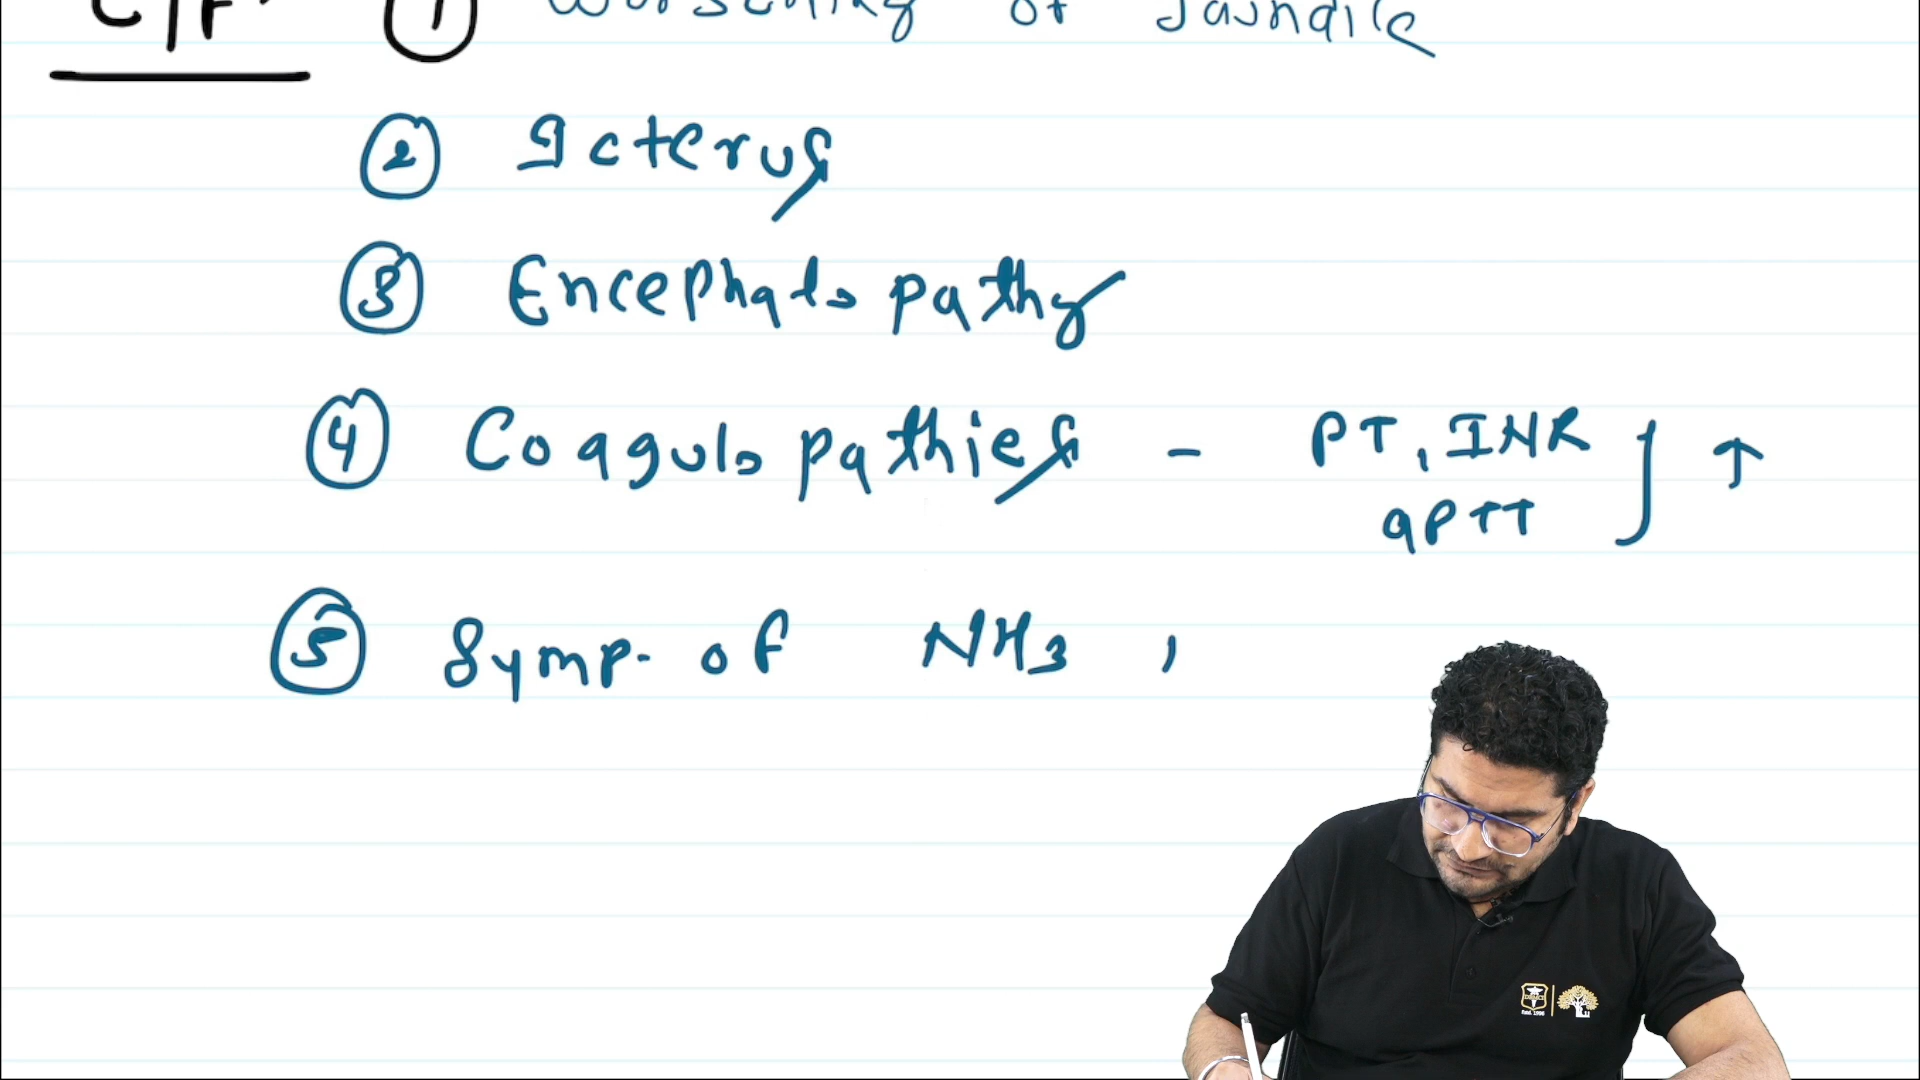 C/F ① Worsening of Jaundice
② Icterus
③ Encephalopathy
④ Coagulopathies - PT, INR
aPTT } ↑
⑤ Symp. of NH3 ,